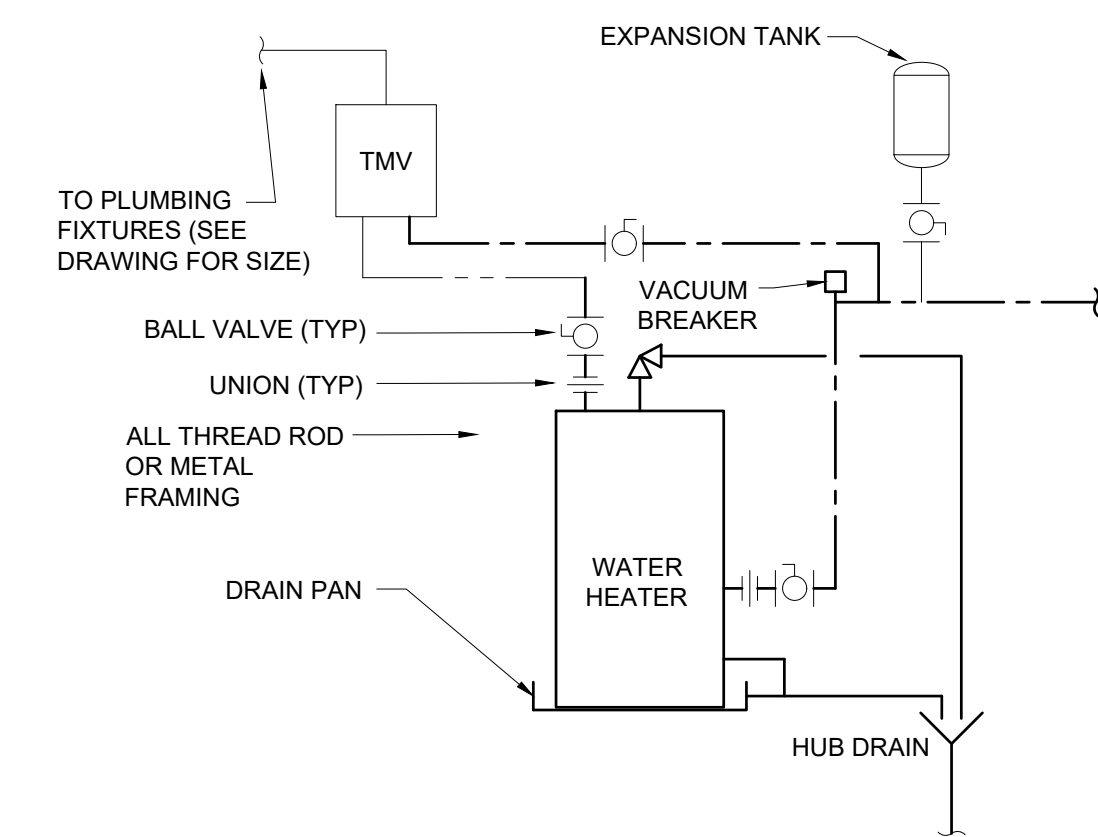 EXPANSION TANK
TMV
TO PLUMBING
FIXTURES (SEE
DRAWING FOR SIZE)
VACUUM
BREAKER
BALL VALVE (TYP)
UNION (TYP)
ALL THREAD ROD
OR METAL
FRAMING
WATER
HEATER
DRAIN PAN
HUB DRAIN